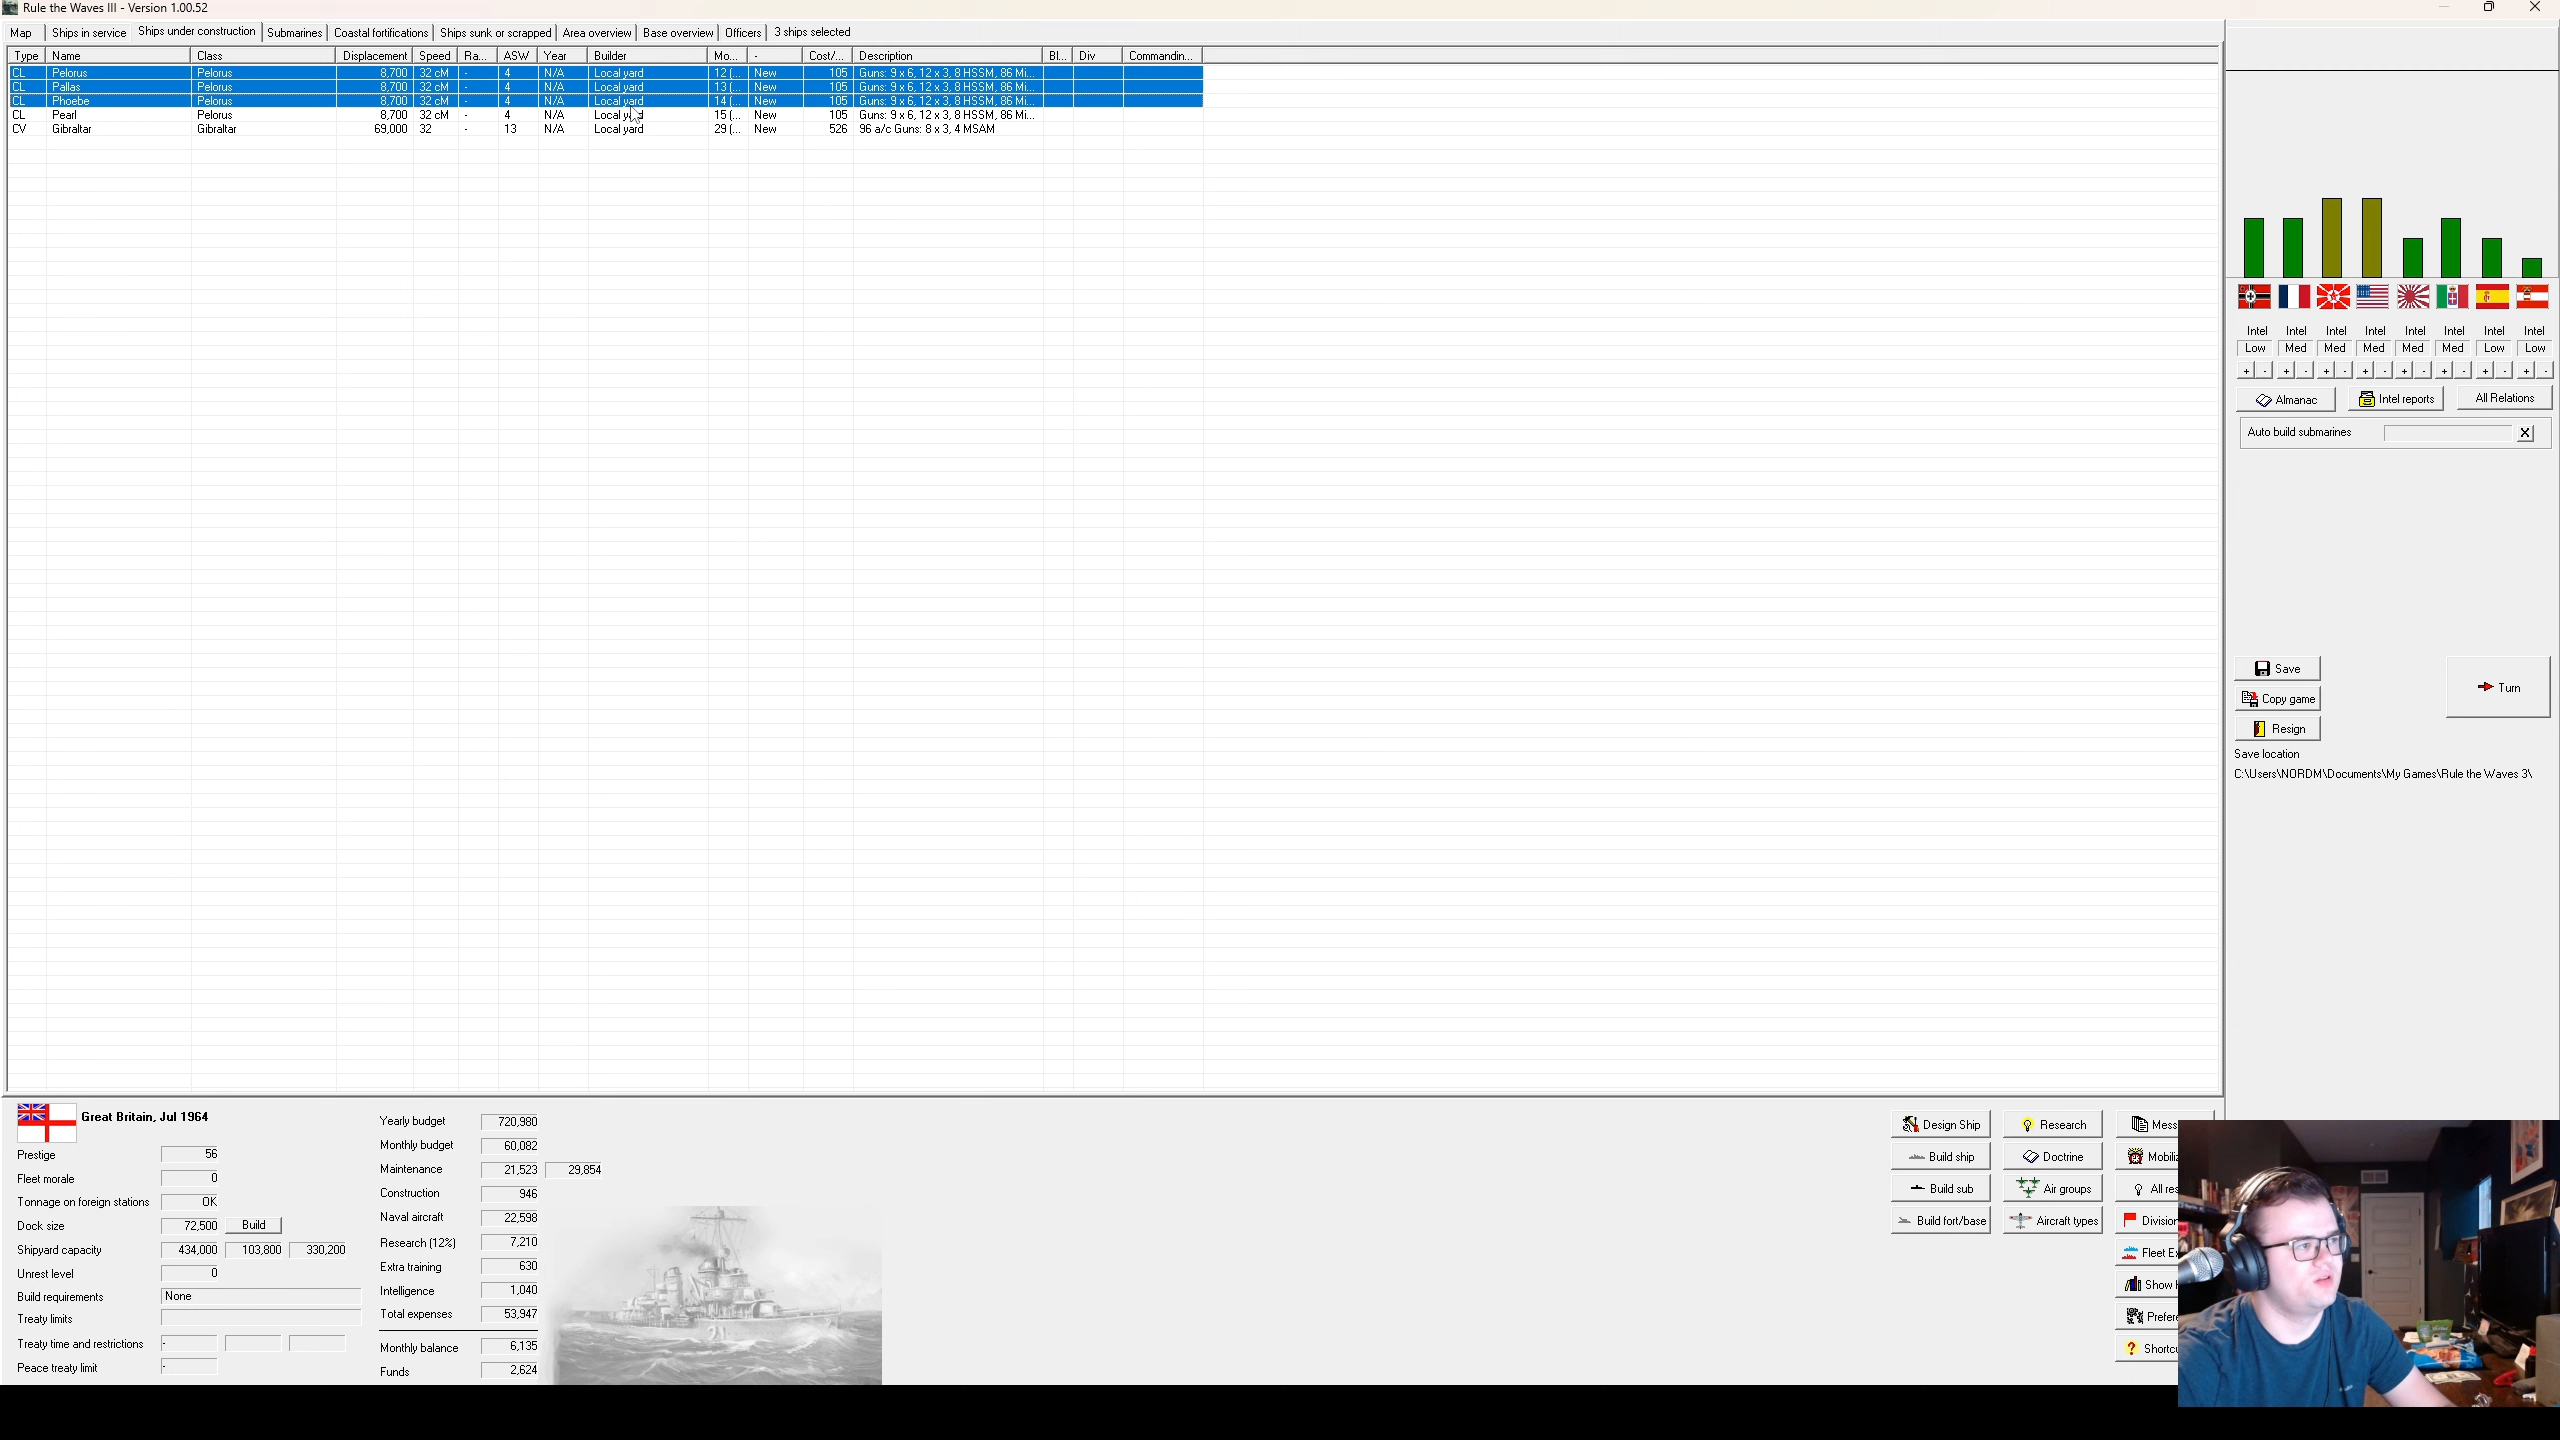 Rule the Waves III - Version 1.00.52
Map Ships in service Ships under construction Submarines Coastal fortifications Ships sunk or scrapped Area overview Base overview Officers 3 ships selected
Type Name Class Displacement Speed Ra... ASW Year Builder Mo... - Cost/... Description Bl... Div Commandin...
CL Pelorus Pelorus 8,700 32 cM - 4 N/A Local yard 12 (... New 105 Guns: 9 x 6, 12 x 3, 8 HSSM, 86 Mi...
CL Pallas Pelorus 8,700 32 cM - 4 N/A Local yard 13 (... New 105 Guns: 9 x 6, 12 x 3, 8 HSSM, 86 Mi...
CL Phoebe Pelorus 8,700 32 cM - 4 N/A Local yard 14 (... New 105 Guns: 9 x 6, 12 x 3, 8 HSSM, 86 Mi...
CL Pearl Pelorus 8,700 32 cM - 4 N/A Local yard 15 (... New 105 Guns: 9 x 6, 12 x 3, 8 HSSM, 86 Mi...
CV Gibraltar Gibraltar 69,000 32 - 13 N/A Local yard 29 (... New 526 96 a/c Guns: 8 x 3, 4 MSAM
Intel Intel Intel Intel Intel Intel Intel Intel
Low Med Med Med Med Med Low Low
+ - + - + - + - + - + - + - + -
Almanac Intel reports All Relations
Auto build submarines X
Save
Turn
Copy game
Resign
Save location
C:\Users\NORDM\Documents\My Games\Rule the Waves 3\
Great Britain, Jul 1964
Prestige 56
Fleet morale 0
Tonnage on foreign stations OK
Dock size 72,500 Build
Shipyard capacity 434,000 103,800 330,200
Unrest level 0
Build requirements None
Treaty limits
Treaty time and restrictions -
Peace treaty limit -
Yearly budget 720,980
Monthly budget 60,082
Maintenance 21,523 29,854
Construction 946
Naval aircraft 22,598
Research (12%) 7,210
Extra training 630
Intelligence 1,040
Total expenses 53,947
Monthly balance 6,135
Funds 2,624
Design Ship Research Mess
Build ship Doctrine Mobiliz
Build sub Air groups All res
Build fort/base Aircraft types Division
Fleet Ex
Show
Prefere
Shortcu